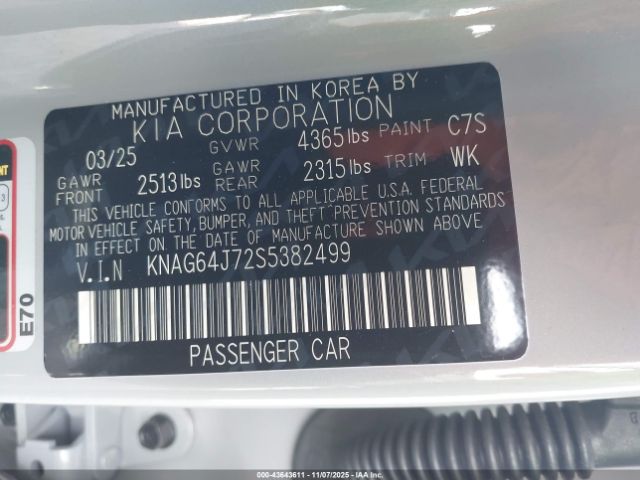 MANUFACTURED IN KOREA BY
KIA CORPORATION
03/25 GVWR 4365 lbs PAINT C7S
GAWR FRONT 2513 lbs GAWR REAR 2315 lbs TRIM WK
THIS VEHICLE CONFORMS TO ALL APPLICABLE U.S.A. FEDERAL
MOTOR VEHICLE SAFETY, BUMPER, AND THEFT PREVENTION STANDARDS
IN EFFECT ON THE DATE OF MANUFACTURE SHOWN ABOVE
V.I.N KNAG64J72S5382499
PASSENGER CAR
E70
000-43643611 - 11/07/2025 - IAAI.COM